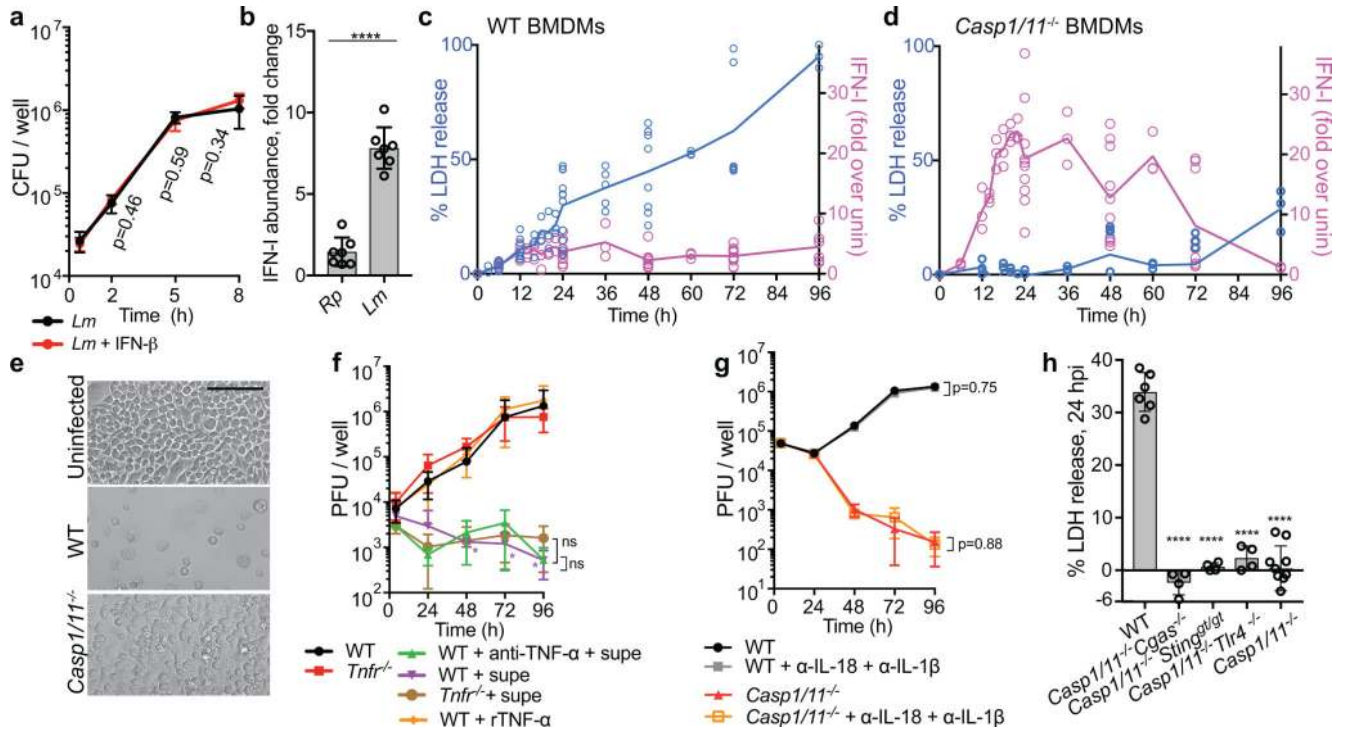 a
CFU / well
10⁶
10⁵
10⁴
p=0.46
p=0.59
p=0.34
0 2 5 8
Time (h)
Lm
Lm + IFN-β
b
IFN-I abundance, fold change
****
15
10
5
0
Rp
Lm
c
WT BMDMs
% LDH release
100
50
0
IFN-I (fold over unin)
30
20
10
0
0 12 24 36 48 60 72 84 96
Time (h)
d
Casp1/11⁻/⁻ BMDMs
% LDH release
100
50
0
IFN-I (fold over unin)
30
20
10
0
0 12 24 36 48 60 72 84 96
Time (h)
e
Uninfected
WT
Casp1/11⁻/⁻
f
PFU / well
10⁷
10⁶
10⁵
10⁴
10³
10²
* * *
ns
ns
0 24 48 72 96
Time (h)
WT
Tnfr⁻/⁻
WT + anti-TNF-α + supe
WT + supe
Tnfr⁻/⁻ + supe
WT + rTNF-α
g
PFU / well
10⁷
10⁶
10⁵
10⁴
10³
10²
10¹
p=0.75
p=0.88
0 24 48 72 96
Time (h)
WT
WT + α-IL-18 + α-IL-1β
Casp1/11⁻/⁻
Casp1/11⁻/⁻ + α-IL-18 + α-IL-1β
h
% LDH release, 24 hpi
40
30
20
10
0
-6
**** **** **** ****
WT
Casp1/11⁻/⁻Cgas⁻/⁻
Casp1/11⁻/⁻ Stingᵍᵗ/ᵍᵗ
Casp1/11⁻/⁻Tlr4 ⁻/⁻
Casp1/11⁻/⁻